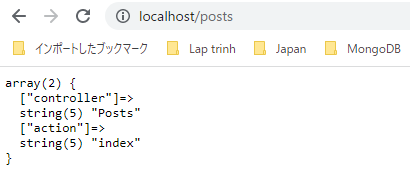 localhost/posts
インポートしたブックマーク Lap trinh Japan MongoDB
array(2) {
  ["controller"]=>
  string(5) "Posts"
  ["action"]=>
  string(5) "index"
}